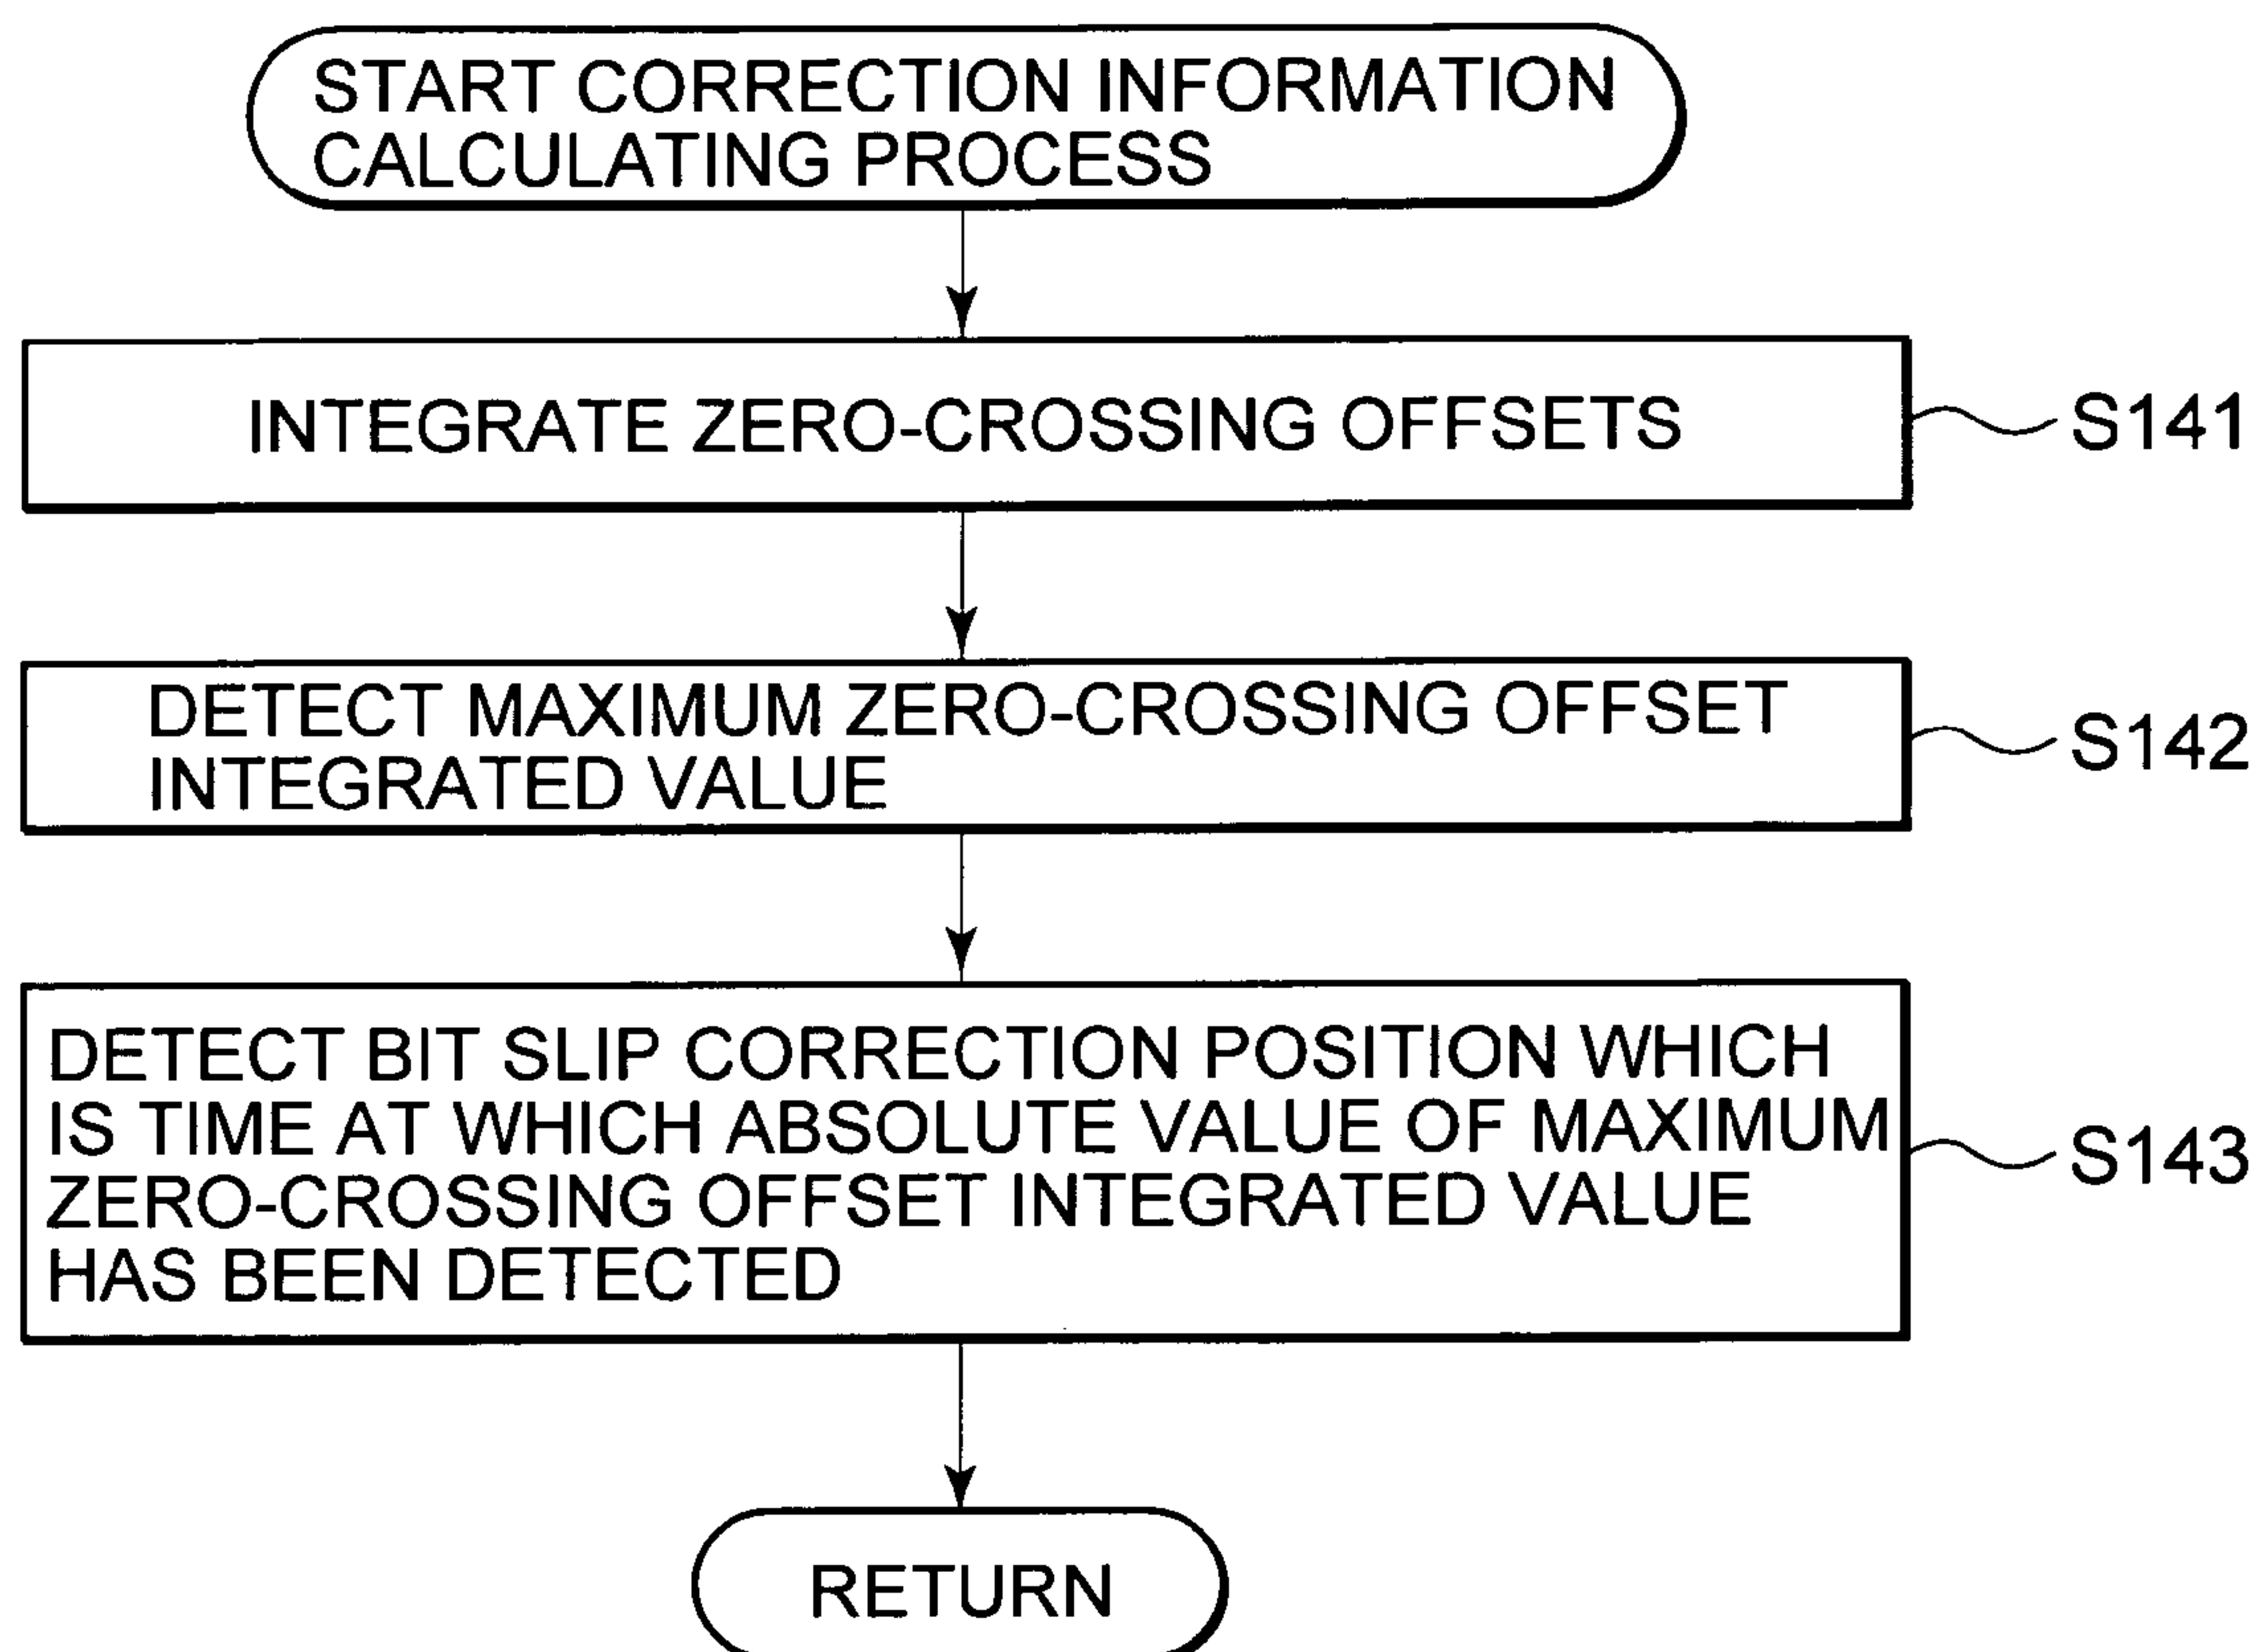 START CORRECTION INFORMATION
CALCULATING PROCESS
INTEGRATE ZERO-CROSSING OFFSETS
S141
DETECT MAXIMUM ZERO-CROSSING OFFSET
INTEGRATED VALUE
S142
DETECT BIT SLIP CORRECTION POSITION WHICH
IS TIME AT WHICH ABSOLUTE VALUE OF MAXIMUM
ZERO-CROSSING OFFSET INTEGRATED VALUE
HAS BEEN DETECTED
S143
RETURN